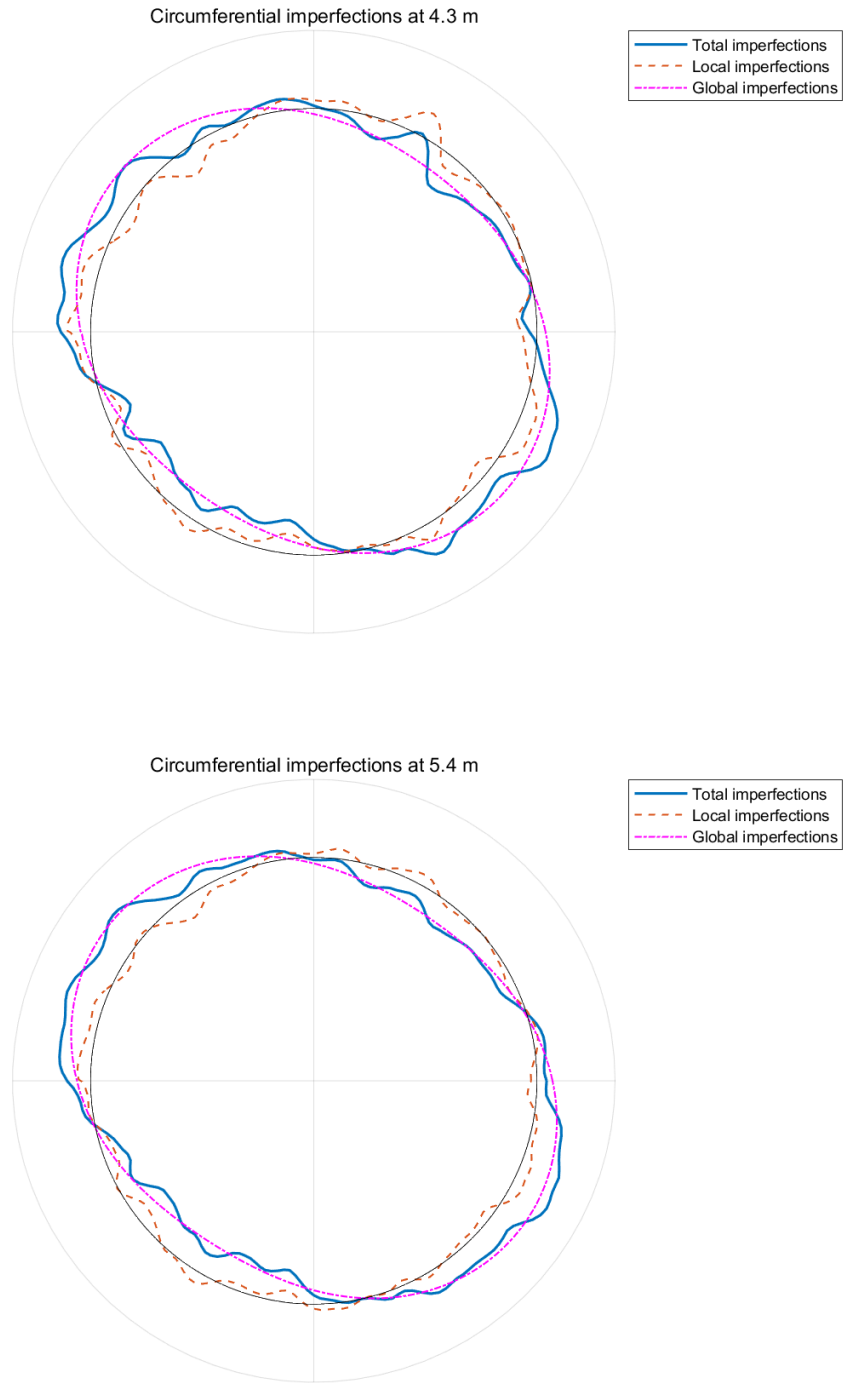 Circumferential imperfections at 4.3 m
Total imperfections
Local imperfections
Global imperfections
Circumferential imperfections at 5.4 m
Total imperfections
Local imperfections
Global imperfections